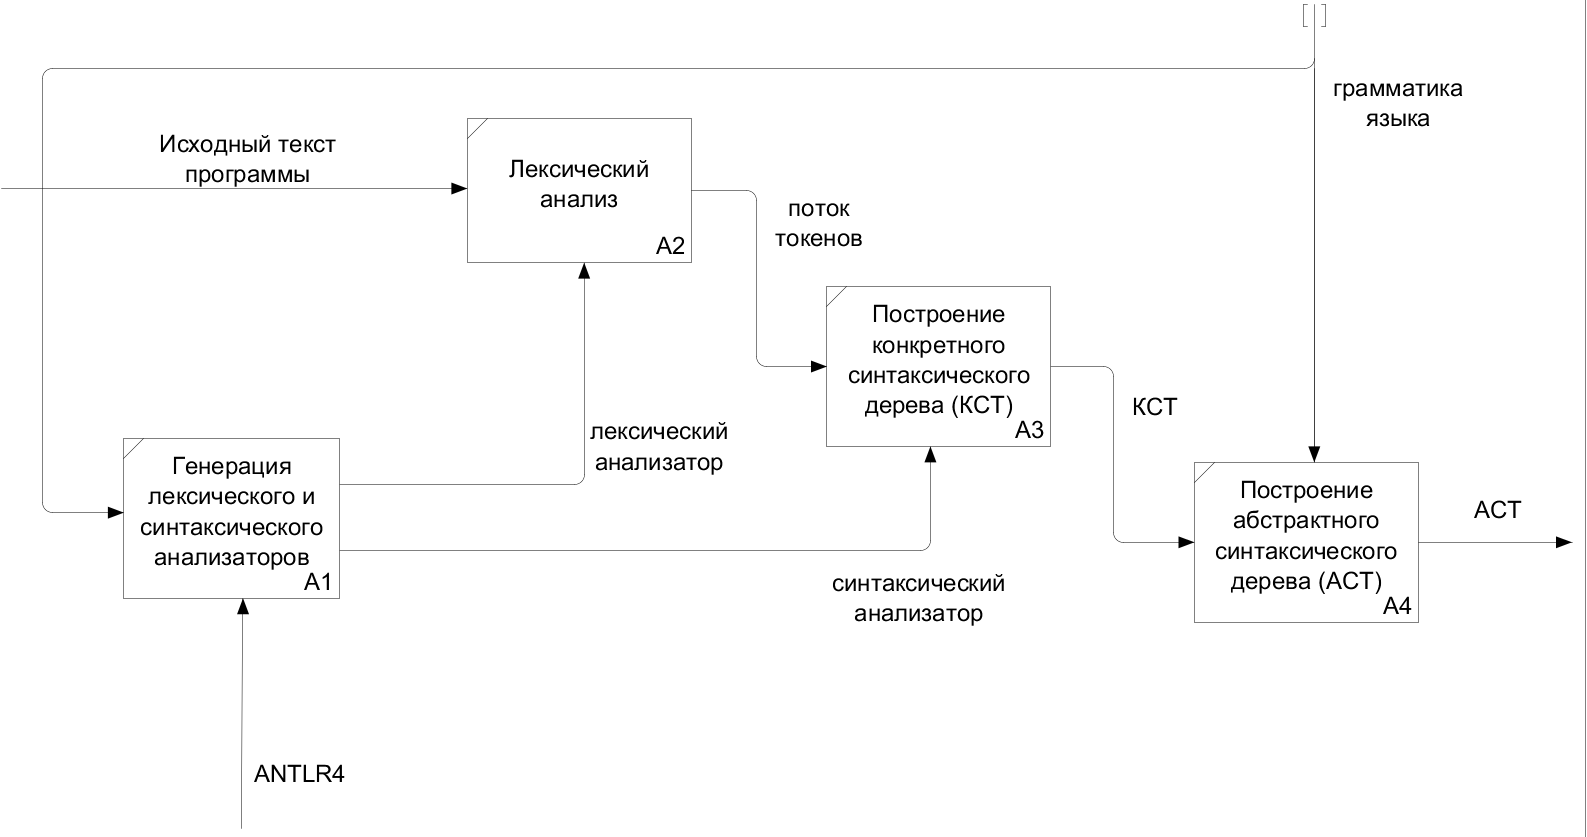 грамматика
языка
Исходный текст
программы
Лексический
анализ
A2
поток
токенов
Построение
конкретного
синтаксического
дерева (КСТ)
A3
КСТ
лексический
анализатор
Генерация
лексического и
синтаксического
анализаторов
A1
Построение
абстрактного
синтаксического
дерева (АСТ)
A4
АСТ
синтаксический
анализатор
ANTLR4